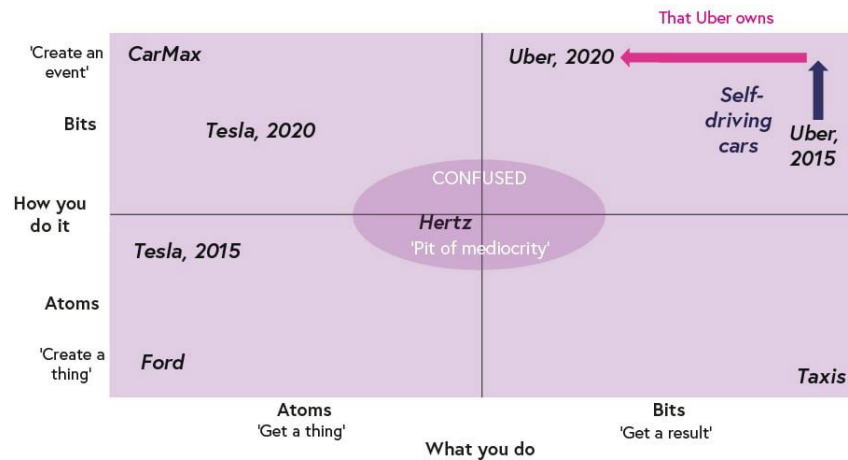 That Uber owns
'Create an
event'
CarMax
Uber, 2020
Self-
driving
cars
Bits
Tesla, 2020
Uber,
2015
CONFUSED
How you
do it
Hertz
'Pit of mediocrity'
Tesla, 2015
Atoms
'Create a
thing'
Ford
Taxis
Atoms
'Get a thing'
Bits
'Get a result'
What you do